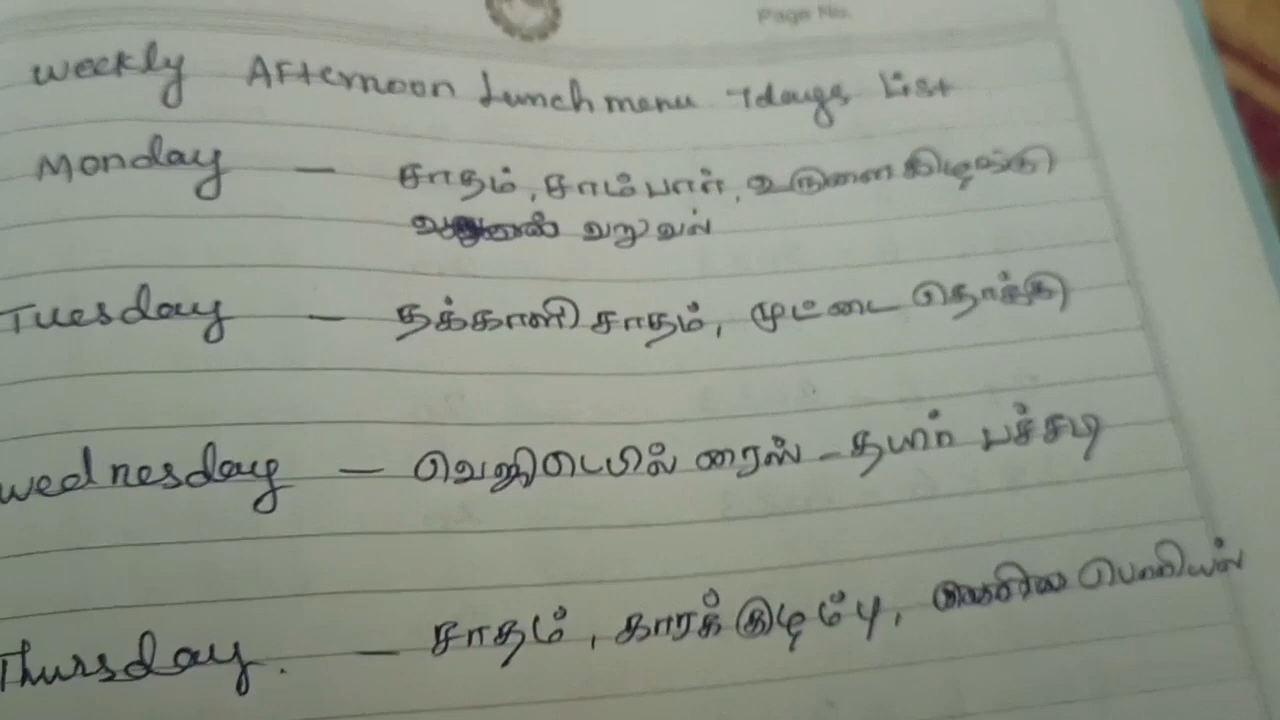 Page No.
Weekly Afternoon Lunch menu 7days List
Monday — சாதம், சாம்பார், உருளைகிழங்கு
வறுவல்
Tuesday — தக்காளி சாதம், முட்டை தொக்கு
Wednesday — வெஜிடெபில் ரைஸ் - தயிர் பச்சடி
Thursday. — சாதம், காரக் குழம்பு, பொறியல்